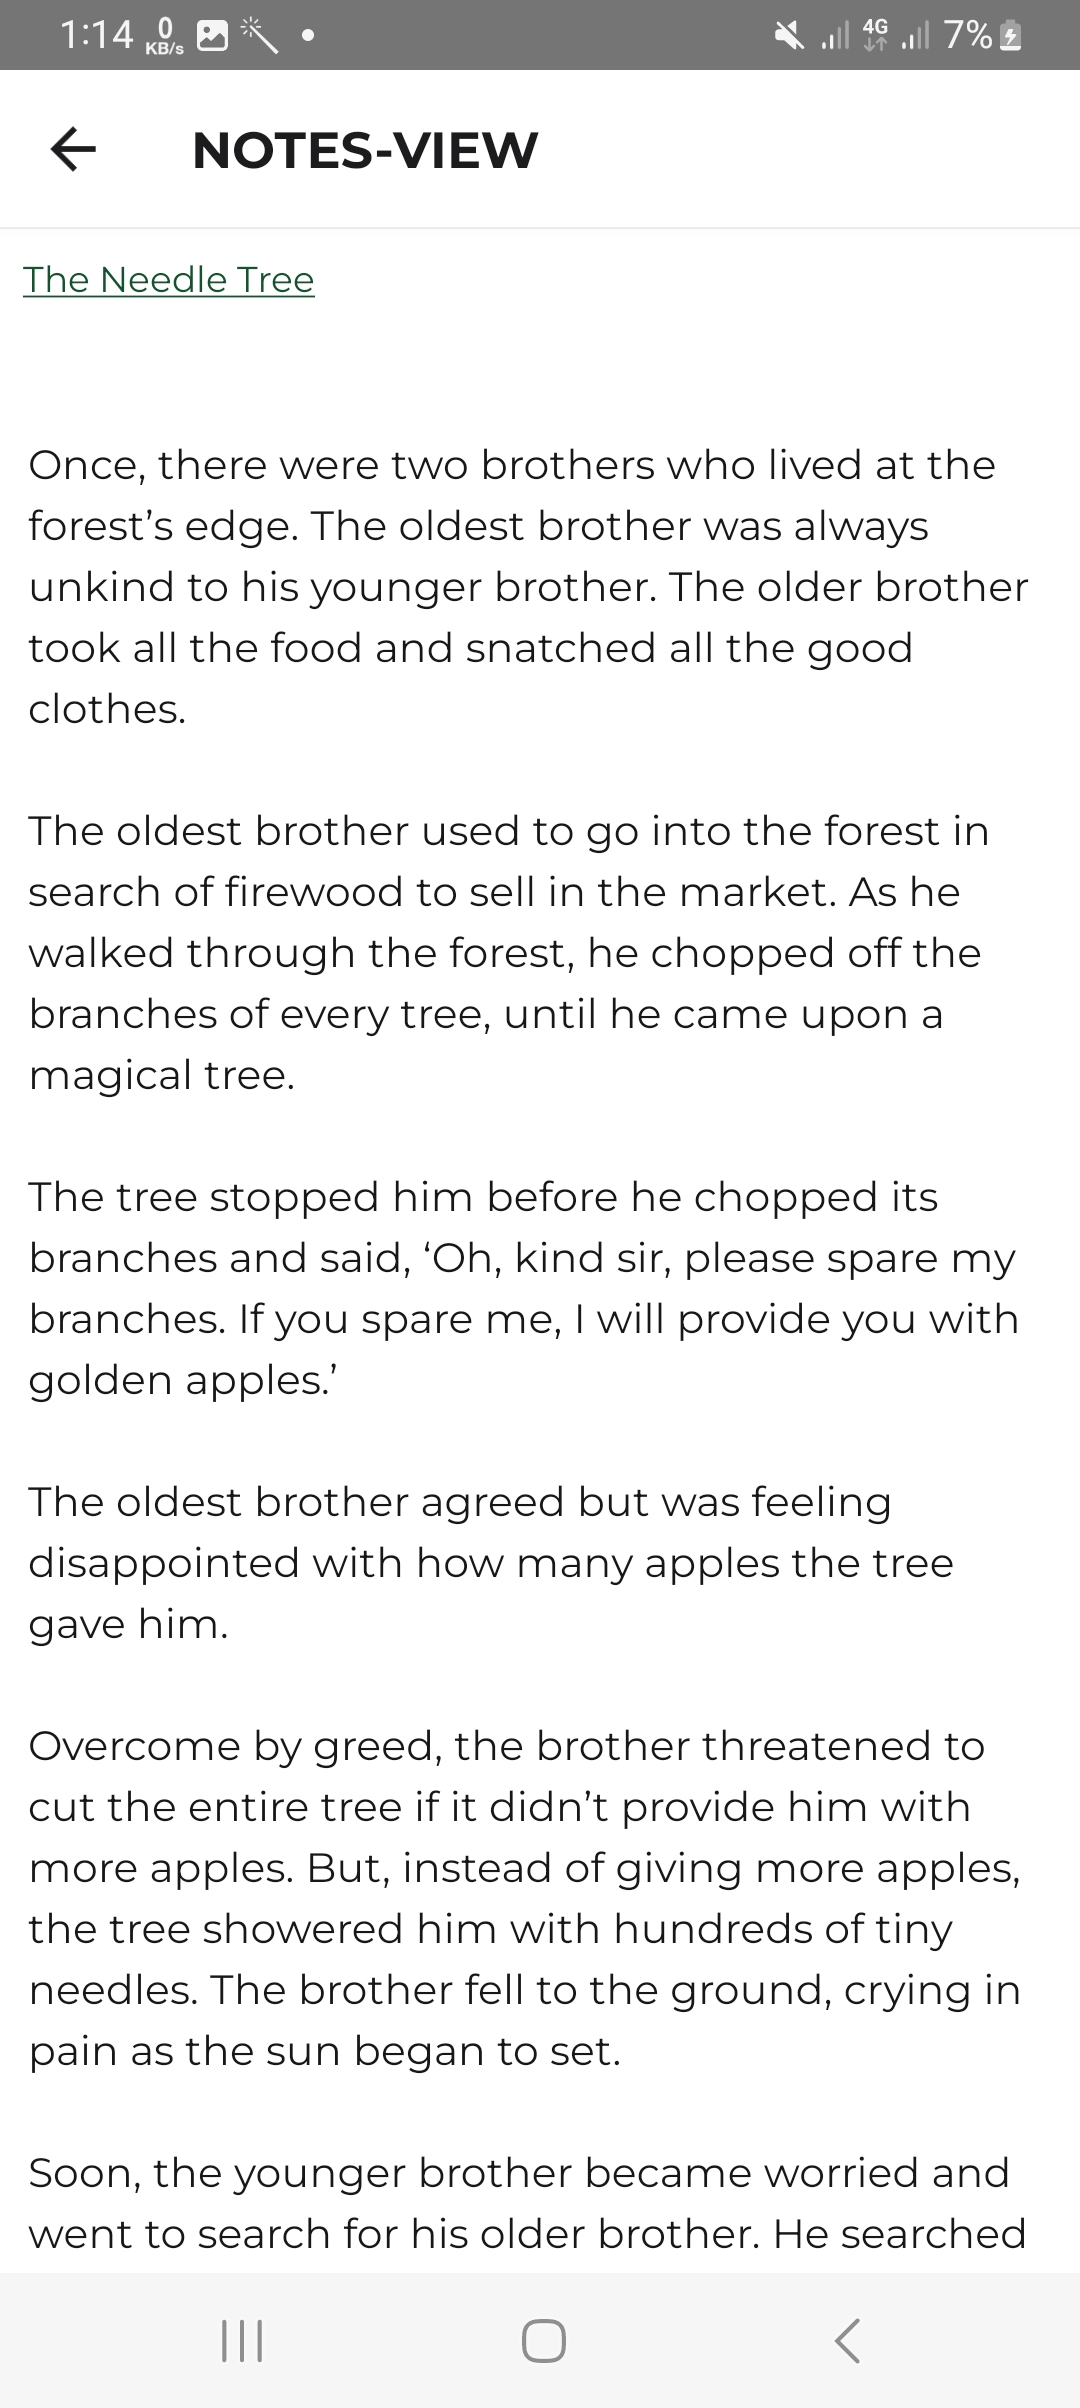 1:14 0 KB/s 4G 7%
NOTES-VIEW
The Needle Tree
Once, there were two brothers who lived at the
forest’s edge. The oldest brother was always
unkind to his younger brother. The older brother
took all the food and snatched all the good
clothes.
The oldest brother used to go into the forest in
search of firewood to sell in the market. As he
walked through the forest, he chopped off the
branches of every tree, until he came upon a
magical tree.
The tree stopped him before he chopped its
branches and said, ‘Oh, kind sir, please spare my
branches. If you spare me, I will provide you with
golden apples.’
The oldest brother agreed but was feeling
disappointed with how many apples the tree
gave him.
Overcome by greed, the brother threatened to
cut the entire tree if it didn’t provide him with
more apples. But, instead of giving more apples,
the tree showered him with hundreds of tiny
needles. The brother fell to the ground, crying in
pain as the sun began to set.
Soon, the younger brother became worried and
went to search for his older brother. He searched